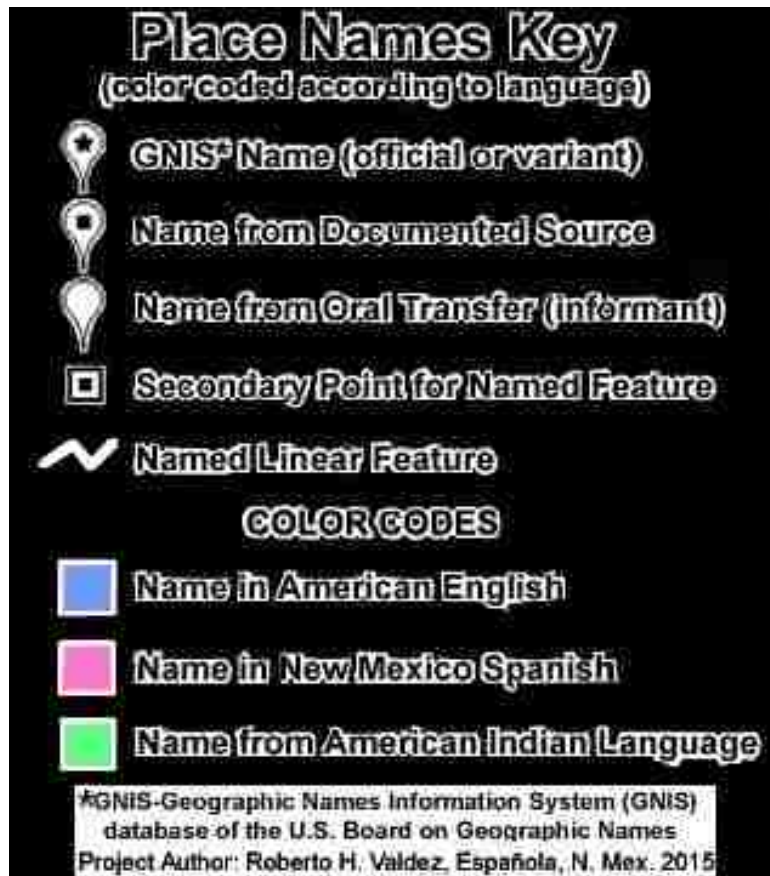 Place Names Key
(color coded according to language)
GNIS* Name (official or variant)
Name from Documented Source
Name from Oral Transfer (informant)
Secondary Point for Named Feature
Named Linear Feature
COLOR CODES
Name in American English
Name in New Mexico Spanish
Name from American Indian Language
*GNIS-Geographic Names Information System (GNIS)
database of the U.S. Board on Geographic Names
Project Author: Roberto H. Valdez, Española, N. Mex. 2015